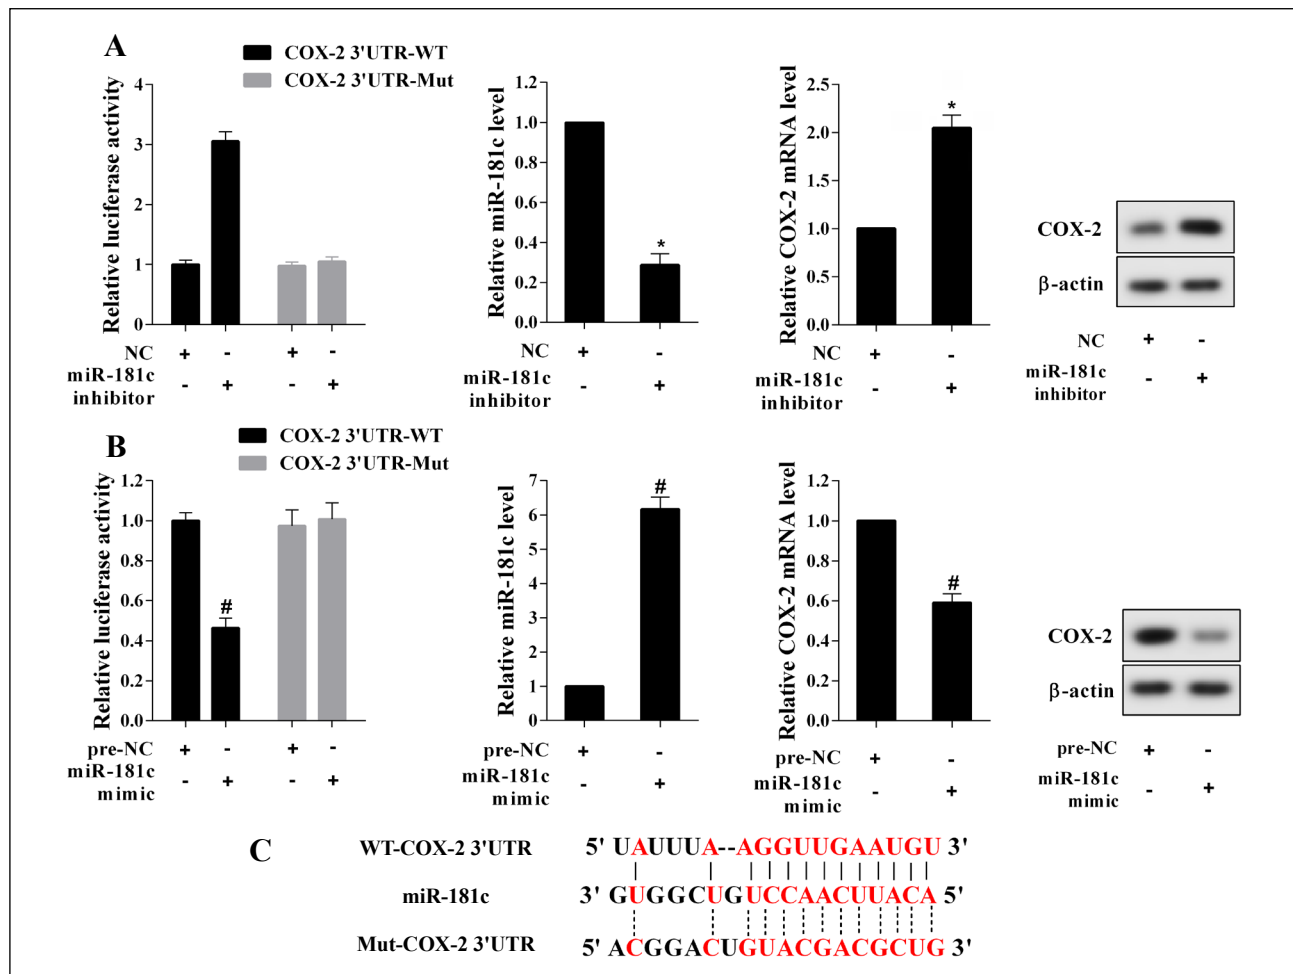 A
COX-2 3'UTR-WT
COX-2 3'UTR-Mut
Relative luciferase activity
4
3
2
1
0
NC + - + -
miR-181c inhibitor - + - +
Relative miR-181c level
1.2
1.0
0.8
0.6
0.4
0.2
0.0
*
NC + -
miR-181c inhibitor - +
Relative COX-2 mRNA level
2.5
2.0
1.5
1.0
0.5
0.0
*
NC + -
miR-181c inhibitor - +
COX-2
β-actin
NC + -
miR-181c inhibitor - +
B
COX-2 3'UTR-WT
COX-2 3'UTR-Mut
Relative luciferase activity
1.2
1.0
0.8
0.6
0.4
0.2
0.0
#
pre-NC + - + -
miR-181c mimic - + - +
Relative miR-181c level
7
6
5
4
3
2
1
0
#
pre-NC + -
miR-181c mimic - +
Relative COX-2 mRNA level
1.2
1.0
0.8
0.6
0.4
0.2
0.0
#
pre-NC + -
miR-181c mimic - +
COX-2
β-actin
pre-NC + -
miR-181c mimic - +
C
WT-COX-2 3'UTR 5' UAUUUA--AGGUUGAAUGU 3'
miR-181c 3' GUGGCUGUCCAACUUACA 5'
Mut-COX-2 3'UTR 5' ACGGACUGUACGACGCUG 3'